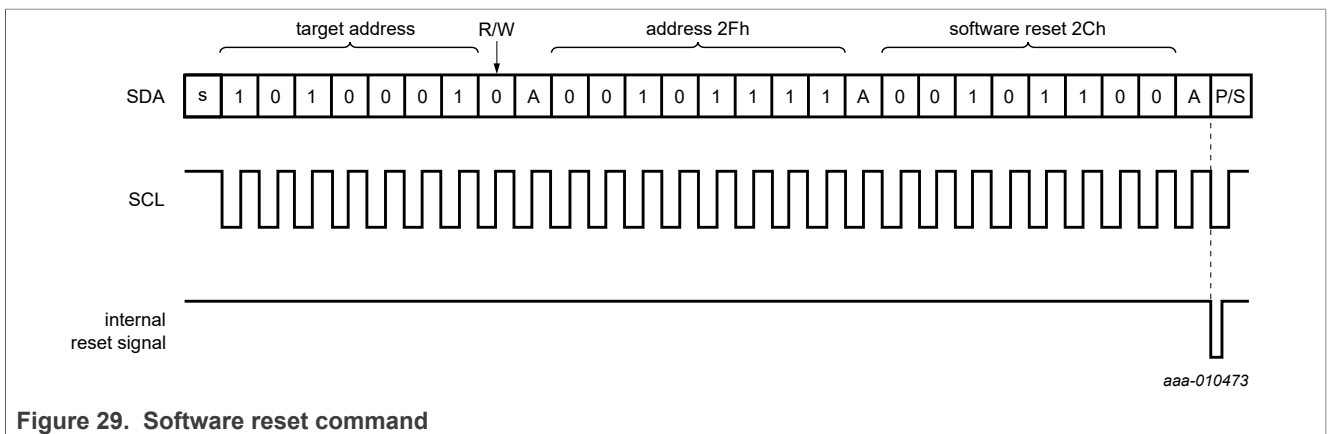 target address R/W address 2Fh software reset 2Ch
SDA s 1 0 1 0 0 0 1 0 A 0 0 1 0 1 1 1 1 A 0 0 1 0 1 1 0 0 A P/S
SCL
internal
reset signal
aaa-010473
Figure 29. Software reset command